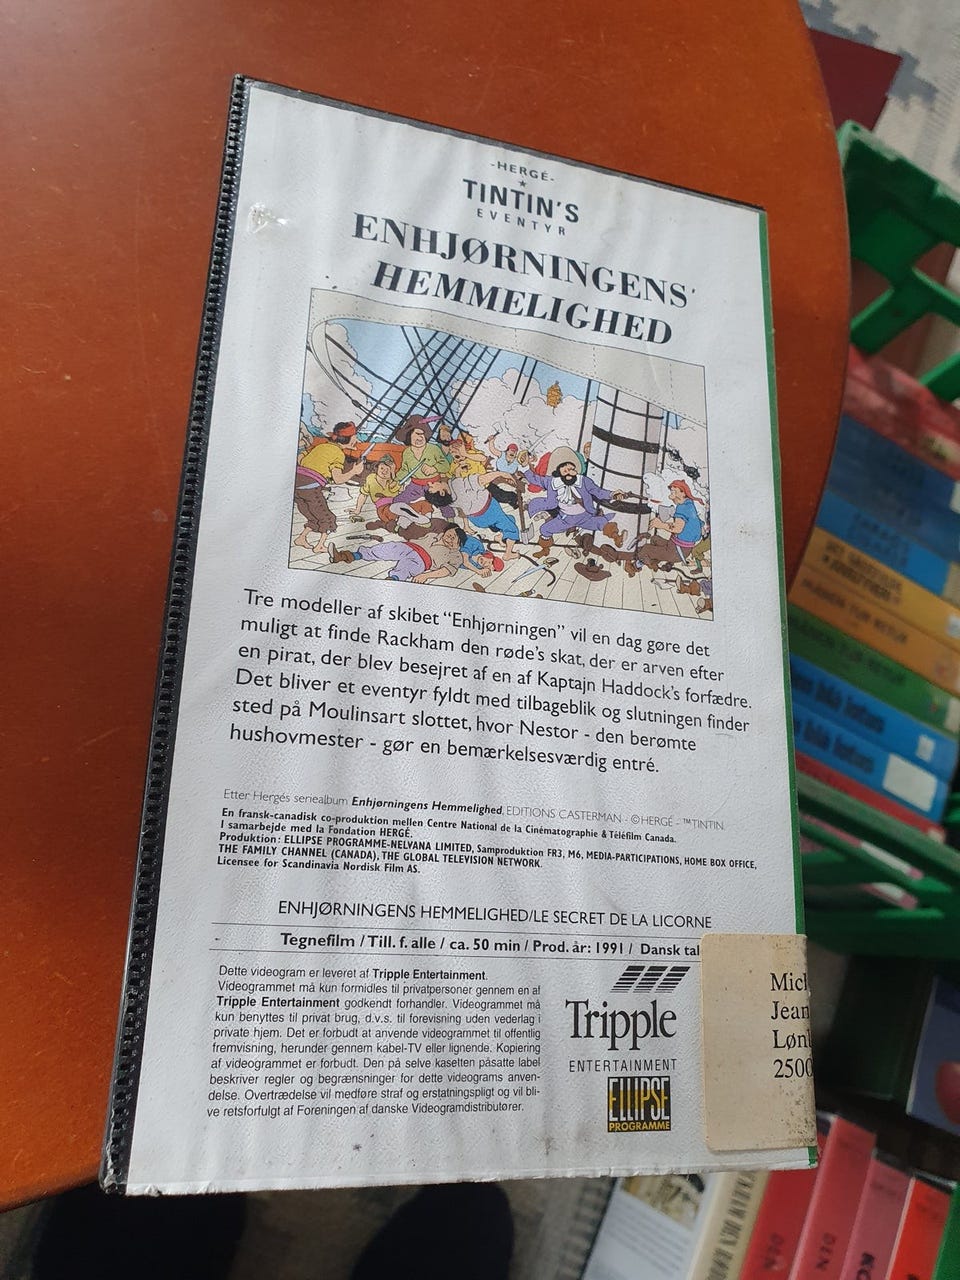 -HERGÉ-
TINTIN'S
EVENTYR
ENHJØRNINGENS
HEMMELIGHED
Tre modeller af skibet "Enhjørningen" vil en dag gøre det
muligt at finde Rackham den røde's skat, der er arven efter
en pirat, der blev besejret af en af Kaptajn Haddock's forfædre.
Det bliver et eventyr fyldt med tilbageblik og slutningen finder
sted på Moulinsart slottet, hvor Nestor - den berømte
hushovmester - gør en bemærkelsesværdig entré.
Etter Hergés seriealbum Enhjørningens Hemmelighed, EDITIONS CASTERMAN - ©HERGÉ - ™TINTIN.
En fransk-canadisk co-produktion mellen Centre National de la Cinématographie & Téléfilm Canada.
I samarbejde med la Fondation HERGÉ.
Produktion: ELLIPSE PROGRAMME-NELVANA LIMITED, Samproduktion FR3, M6, MEDIA-PARTICIPATIONS, HOME BOX OFFICE,
THE FAMILY CHANNEL (CANADA), THE GLOBAL TELEVISION NETWORK.
Licensee for Scandinavia Nordisk Film AS.
ENHJØRNINGENS HEMMELIGHED/LE SECRET DE LA LICORNE
Tegnefilm / Till. f. alle / ca. 50 min / Prod. år: 1991 / Dansk tal
Dette videogram er leveret af Tripple Entertainment.
Videogrammet må kun formidles til privatpersoner gennem en af
Tripple Entertainment godkendt forhandler. Videogrammet må
kun benyttes til privat brug, d.v.s. til forevisning uden vederlag i
private hjem. Det er forbudt at anvende videogrammet til offentlig
fremvisning, herunder gennem kabel-TV eller lignende. Kopiering
af videogrammet er forbudt. Den på selve kasetten påsatte label
beskriver regler og begrænsninger for dette videograms anven-
delse. Overtrædelse vil medføre straf og erstatningspligt og vil bli-
ve retsforfulgt af Foreningen af danske Videogramdistributører.
Tripple
ENTERTAINMENT
ELLIPSE
PROGRAMME
Mich
Jean
Løn
2500